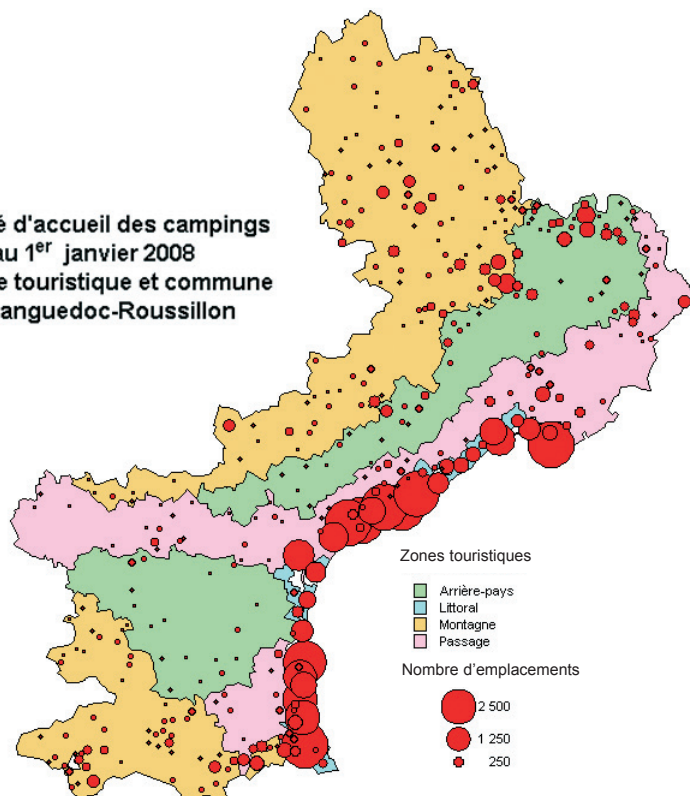 d'accueil des campings
au 1er janvier 2008
touristique et commune
anguedoc-Roussillon
Zones touristiques
Arrière-pays
Littoral
Montagne
Passage
Nombre d'emplacements
2 500
1 250
250